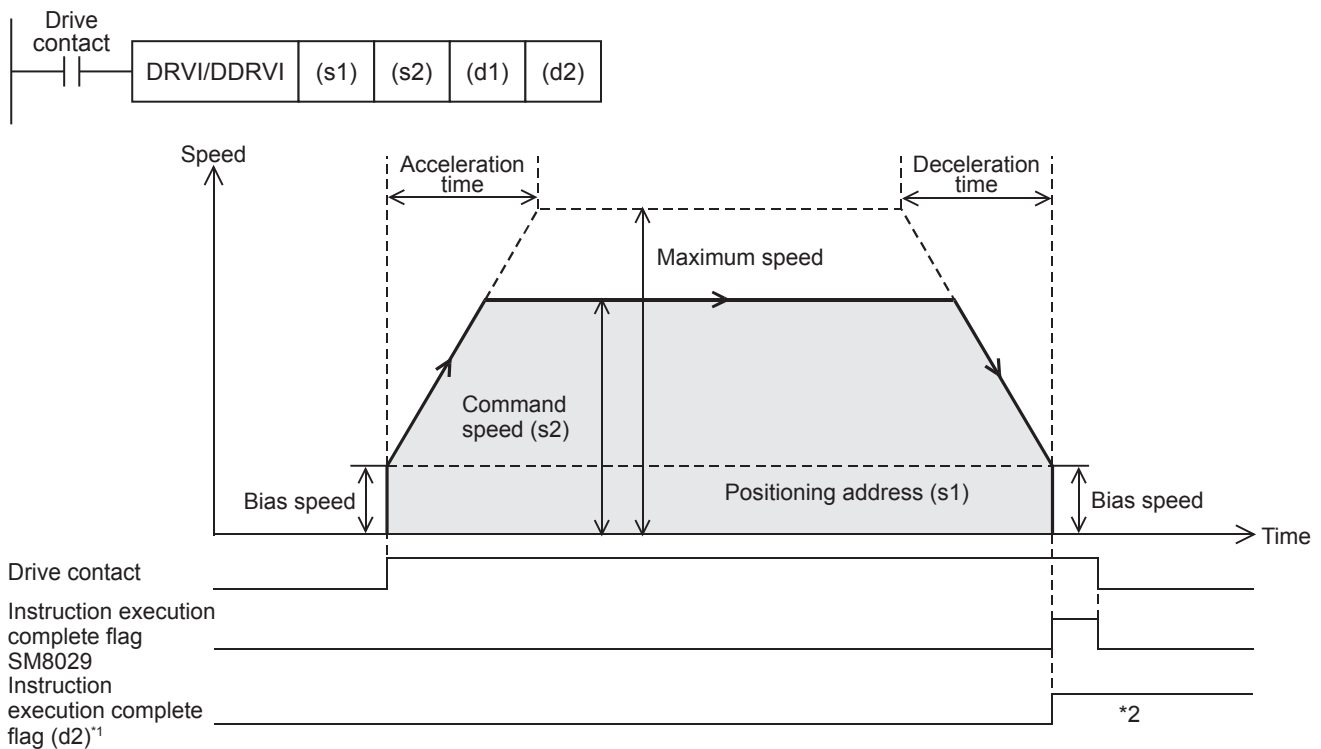 Drive
contact
DRVI/DDRVI (s1) (s2) (d1) (d2)
Speed
Acceleration
time
Deceleration
time
Maximum speed
Command
speed (s2)
Positioning address (s1)
Bias speed
Bias speed
Time
Drive contact
Instruction execution
complete flag
SM8029
Instruction
execution complete
flag (d2)*1
*2